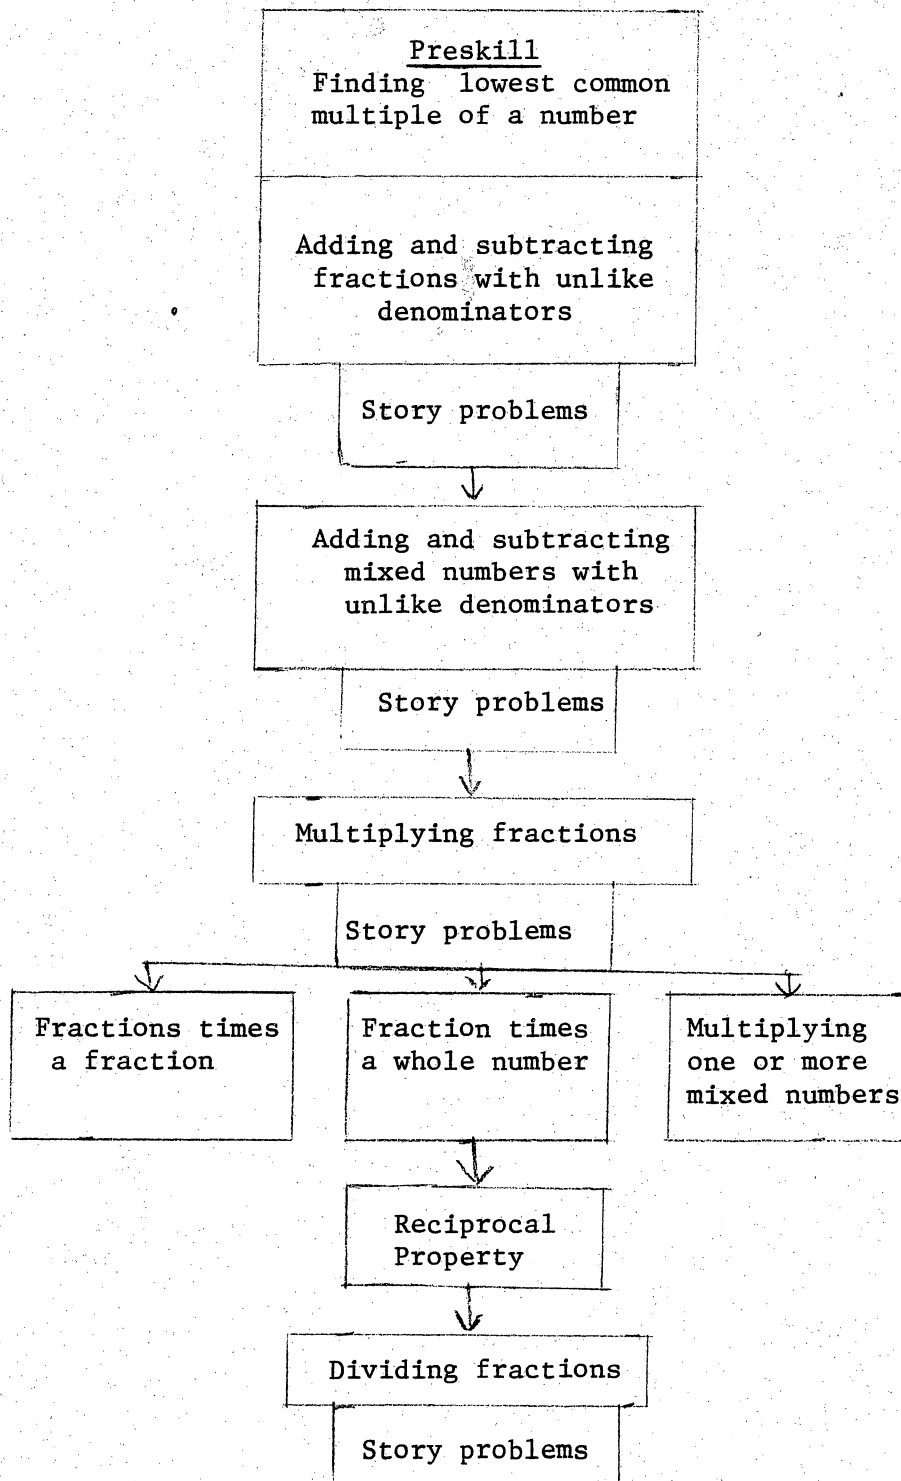 Preskill
Finding lowest common
multiple of a number
Adding and subtracting
fractions with unlike
denominators
Story problems
Adding and subtracting
mixed numbers with
unlike denominators
Story problems
Multiplying fractions
Story problems
Fractions times
a fraction
Fraction times
a whole number
Multiplying
one or more
mixed numbers
Reciprocal
Property
Dividing fractions
Story problems